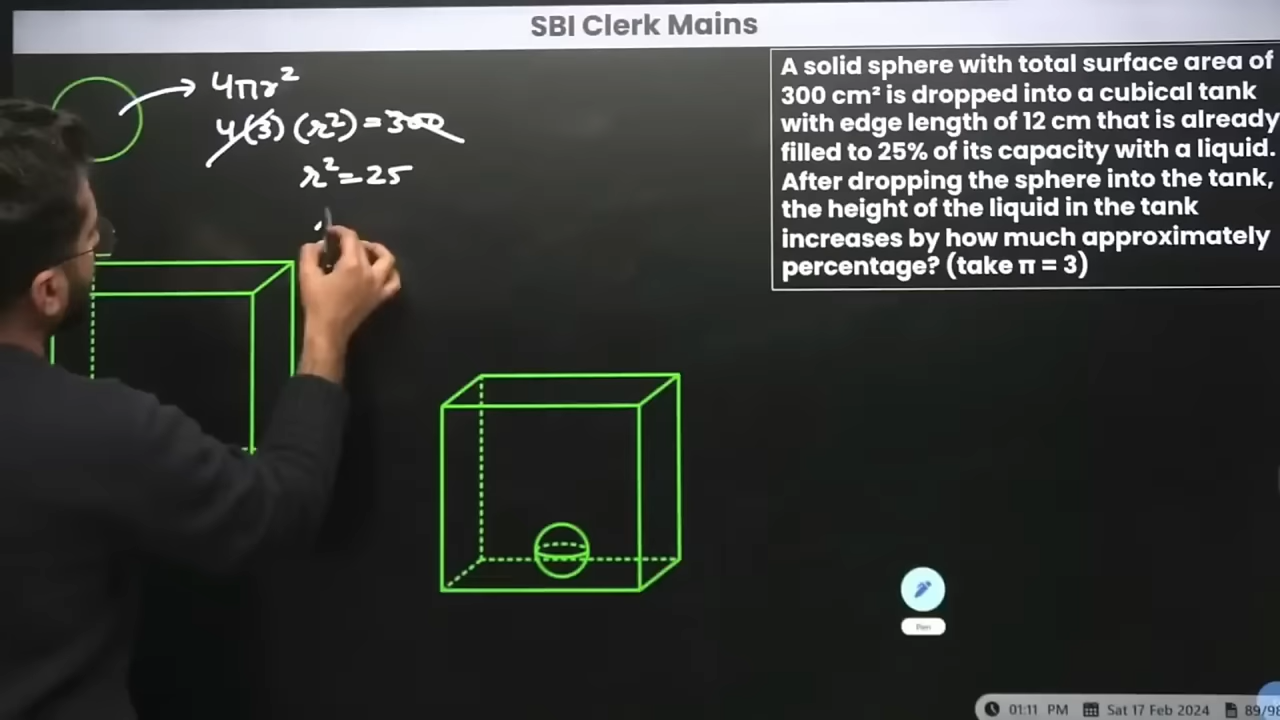 SBI Clerk Mains
4πr²
4(3)(r²)=300
r²=25
A solid sphere with total surface area of
300 cm² is dropped into a cubical tank
with edge length of 12 cm that is already
filled to 25% of its capacity with a liquid.
After dropping the sphere into the tank,
the height of the liquid in the tank
increases by how much approximately
percentage? (take π = 3)
Pen
01:11 PM Sat 17 Feb 2024 89/98